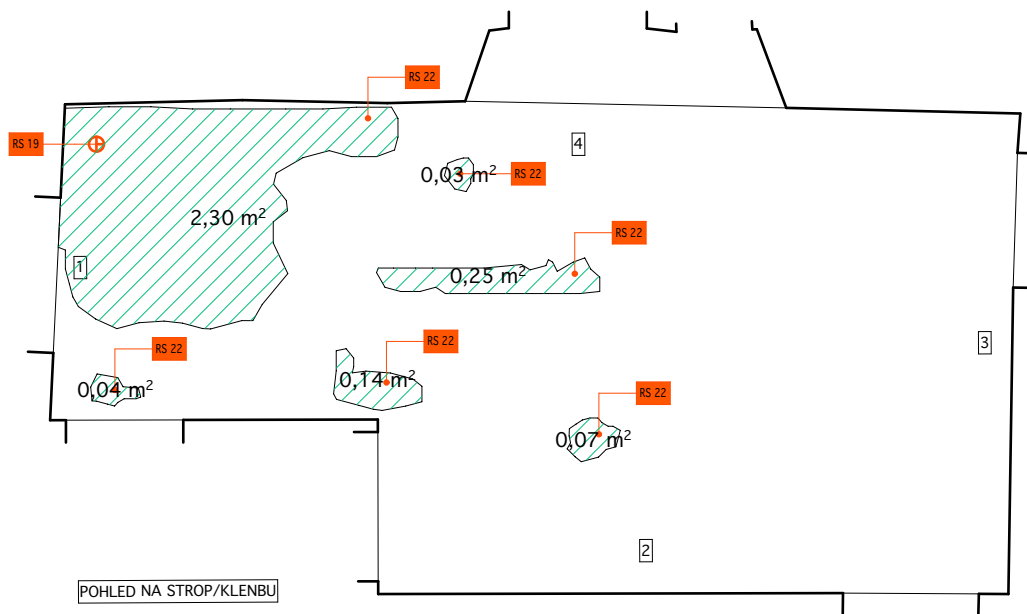 RS 22
RS 19
4
0,03 m²
RS 22
2,30 m²
RS 22
1
0,25 m²
RS 22
RS 22
3
0,04 m²
0,14 m²
RS 22
0,07 m²
2
POHLED NA STROP/KLENBU